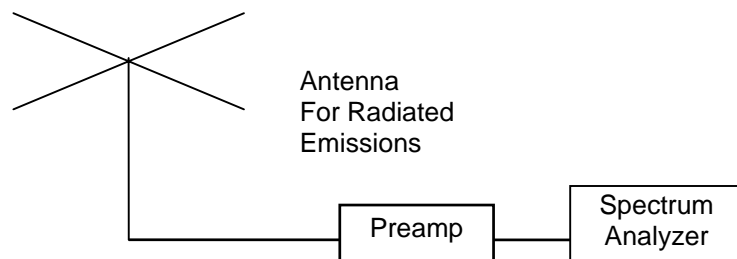 Antenna
For Radiated
Emissions
Preamp
Spectrum
Analyzer